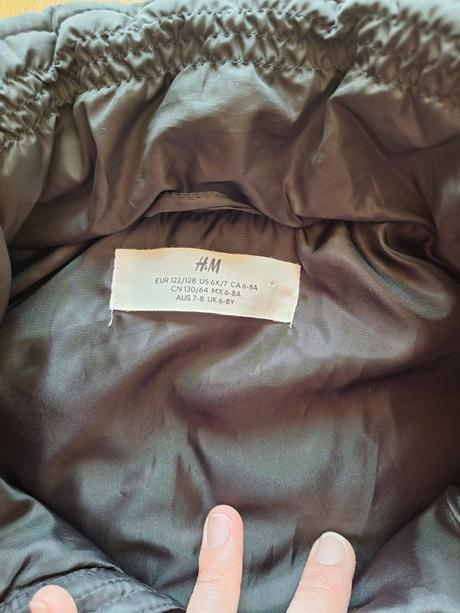 H&M
EUR 122/128 US 6X/7 CA 6-8A
CN 130/64 MX 6-8A
AUS 7-8 UK 6-8Y